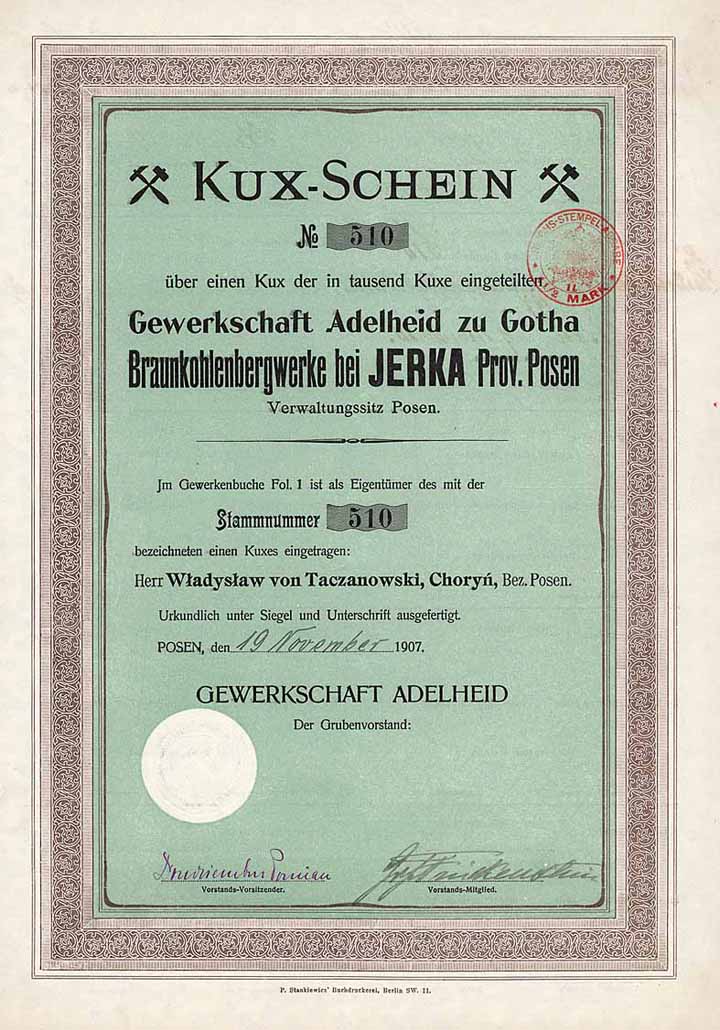 KUX-SCHEIN
№ 510
über einen Kux der in tausend Kuxe eingeteilten
Gewerkschaft Adelheid zu Gotha
Braunkohlenbergwerke bei JERKA Prov. Posen
Verwaltungssitz Posen.
Jm Gewerkenbuche Fol. 1 ist als Eigentümer des mit der
Stammnummer 510
bezeichneten einen Kuxes eingetragen:
Herr Władysław von Taczanowski, Choryń, Bez. Posen.
Urkundlich unter Siegel und Unterschrift ausgefertigt.
POSEN, den 19 November 1907.
GEWERKSCHAFT ADELHEID
Der Grubenvorstand:
Vorstands-Vorsitzender.
Vorstands-Mitglied.
P. Stankiewicz' Buchdruckerei, Berlin SW. 11.